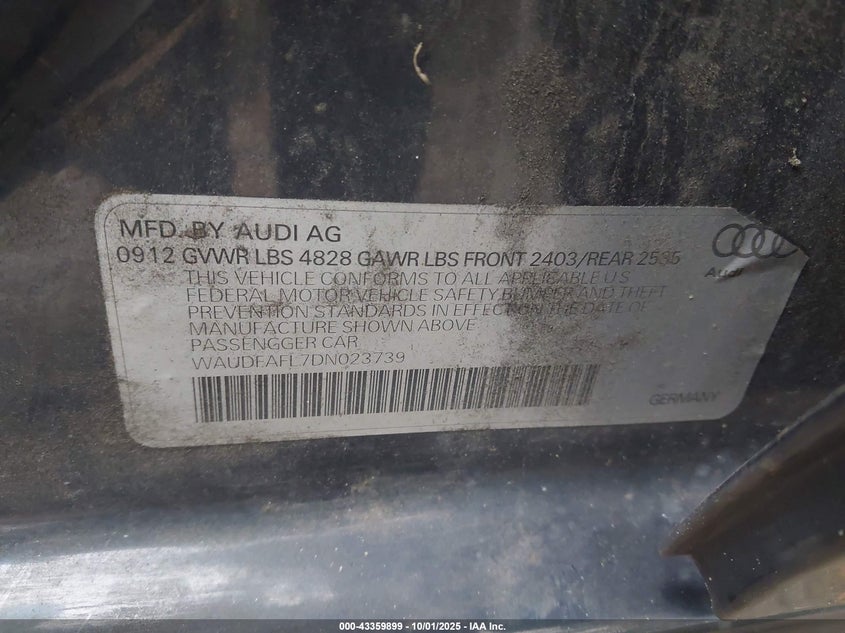 MFD. BY AUDI AG
0912 GVWR LBS 4828 GAWR LBS FRONT 2403/REAR 2535
THIS VEHICLE CONFORMS TO ALL APPLICABLE U S
FEDERAL MOTOR VEHICLE SAFETY BUMPER AND THEFT
PREVENTION STANDARDS IN EFFECT ON THE DATE OF
MANUFACTURE SHOWN ABOVE
PASSENGGER CAR
WAUDFAFL7DN023739
Audi
GERMANY
000-43359899 - 10/01/2025 - IAA Inc.